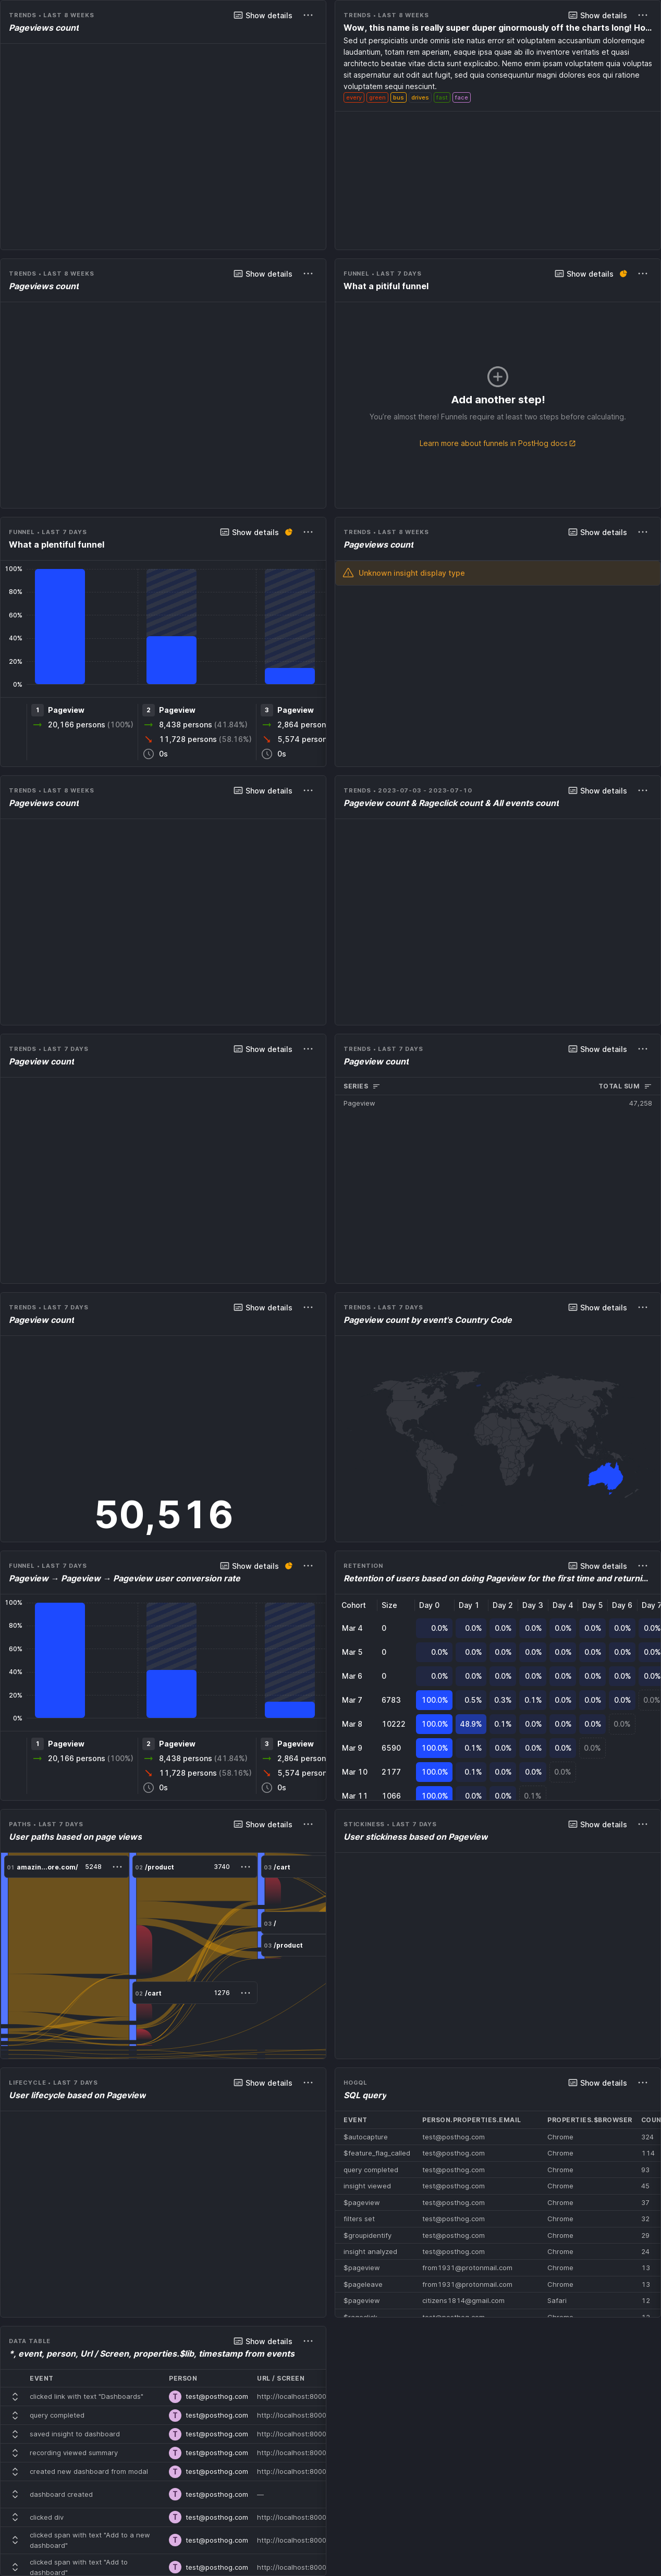 TRENDS • LAST 8 WEEKS
Show details
Pageviews count
TRENDS • LAST 8 WEEKS
Show details
Wow, this name is really super duper ginormously off the charts long! Ho...
Sed ut perspiciatis unde omnis iste natus error sit voluptatem accusantium doloremque
laudantium, totam rem aperiam, eaque ipsa quae ab illo inventore veritatis et quasi
architecto beatae vitae dicta sunt explicabo. Nemo enim ipsam voluptatem quia voluptas
sit aspernatur aut odit aut fugit, sed quia consequuntur magni dolores eos qui ratione
voluptatem sequi nesciunt.
every green bus drives fast face
TRENDS • LAST 8 WEEKS
Show details
Pageviews count
FUNNEL • LAST 7 DAYS
Show details
What a pitiful funnel
Add another step!
You're almost there! Funnels require at least two steps before calculating.
Learn more about funnels in PostHog docs
FUNNEL • LAST 7 DAYS
Show details
What a plentiful funnel
100%
80%
60%
40%
20%
0%
1 Pageview
20,166 persons (100%)
2 Pageview
8,438 persons (41.84%)
11,728 persons (58.16%)
0s
3 Pageview
2,864 person
5,574 person
0s
TRENDS • LAST 8 WEEKS
Show details
Pageviews count
Unknown insight display type
TRENDS • LAST 8 WEEKS
Show details
Pageviews count
TRENDS • 2023-07-03 - 2023-07-10
Show details
Pageview count & Rageclick count & All events count
TRENDS • LAST 7 DAYS
Show details
Pageview count
TRENDS • LAST 7 DAYS
Show details
Pageview count
SERIES TOTAL SUM
Pageview 47,258
TRENDS • LAST 7 DAYS
Show details
Pageview count
50,516
TRENDS • LAST 7 DAYS
Show details
Pageview count by event's Country Code
FUNNEL • LAST 7 DAYS
Show details
Pageview → Pageview → Pageview user conversion rate
100%
80%
60%
40%
20%
0%
1 Pageview
20,166 persons (100%)
2 Pageview
8,438 persons (41.84%)
11,728 persons (58.16%)
0s
3 Pageview
2,864 person
5,574 person
0s
RETENTION
Show details
Retention of users based on doing Pageview for the first time and returni...
Cohort Size Day 0 Day 1 Day 2 Day 3 Day 4 Day 5 Day 6 Day 7
Mar 4 0 0.0% 0.0% 0.0% 0.0% 0.0% 0.0% 0.0% 0.0%
Mar 5 0 0.0% 0.0% 0.0% 0.0% 0.0% 0.0% 0.0% 0.0%
Mar 6 0 0.0% 0.0% 0.0% 0.0% 0.0% 0.0% 0.0% 0.0%
Mar 7 6783 100.0% 0.5% 0.3% 0.1% 0.0% 0.0% 0.0% 0.0%
Mar 8 10222 100.0% 48.9% 0.1% 0.0% 0.0% 0.0% 0.0%
Mar 9 6590 100.0% 0.1% 0.0% 0.0% 0.0% 0.0%
Mar 10 2177 100.0% 0.1% 0.0% 0.0% 0.0%
Mar 11 1066 100.0% 0.0% 0.0% 0.1%
PATHS • LAST 7 DAYS
Show details
User paths based on page views
01 amazin...ore.com/ 5248
02 /product 3740
03 /cart
03 /
03 /product
02 /cart 1276
STICKINESS • LAST 7 DAYS
Show details
User stickiness based on Pageview
LIFECYCLE • LAST 7 DAYS
Show details
User lifecycle based on Pageview
HOGQL
Show details
SQL query
EVENT PERSON.PROPERTIES.EMAIL PROPERTIES.$BROWSER COUN
$autocapture test@posthog.com Chrome 324
$feature_flag_called test@posthog.com Chrome 114
query completed test@posthog.com Chrome 93
insight viewed test@posthog.com Chrome 45
$pageview test@posthog.com Chrome 37
filters set test@posthog.com Chrome 32
$groupidentify test@posthog.com Chrome 29
insight analyzed test@posthog.com Chrome 24
$pageview from1931@protonmail.com Chrome 13
$pageleave from1931@protonmail.com Chrome 13
$pageview citizens1814@gmail.com Safari 12
DATA TABLE
Show details
*, event, person, Url / Screen, properties.$lib, timestamp from events
EVENT PERSON URL / SCREEN
clicked link with text "Dashboards" T test@posthog.com http://localhost:8000
query completed T test@posthog.com http://localhost:8000
saved insight to dashboard T test@posthog.com http://localhost:8000
recording viewed summary T test@posthog.com http://localhost:8000
created new dashboard from modal T test@posthog.com http://localhost:8000
dashboard created T test@posthog.com —
clicked div T test@posthog.com http://localhost:8000
clicked span with text "Add to a new
dashboard" T test@posthog.com http://localhost:8000
clicked span with text "Add to
dashboard" T test@posthog.com http://localhost:8000